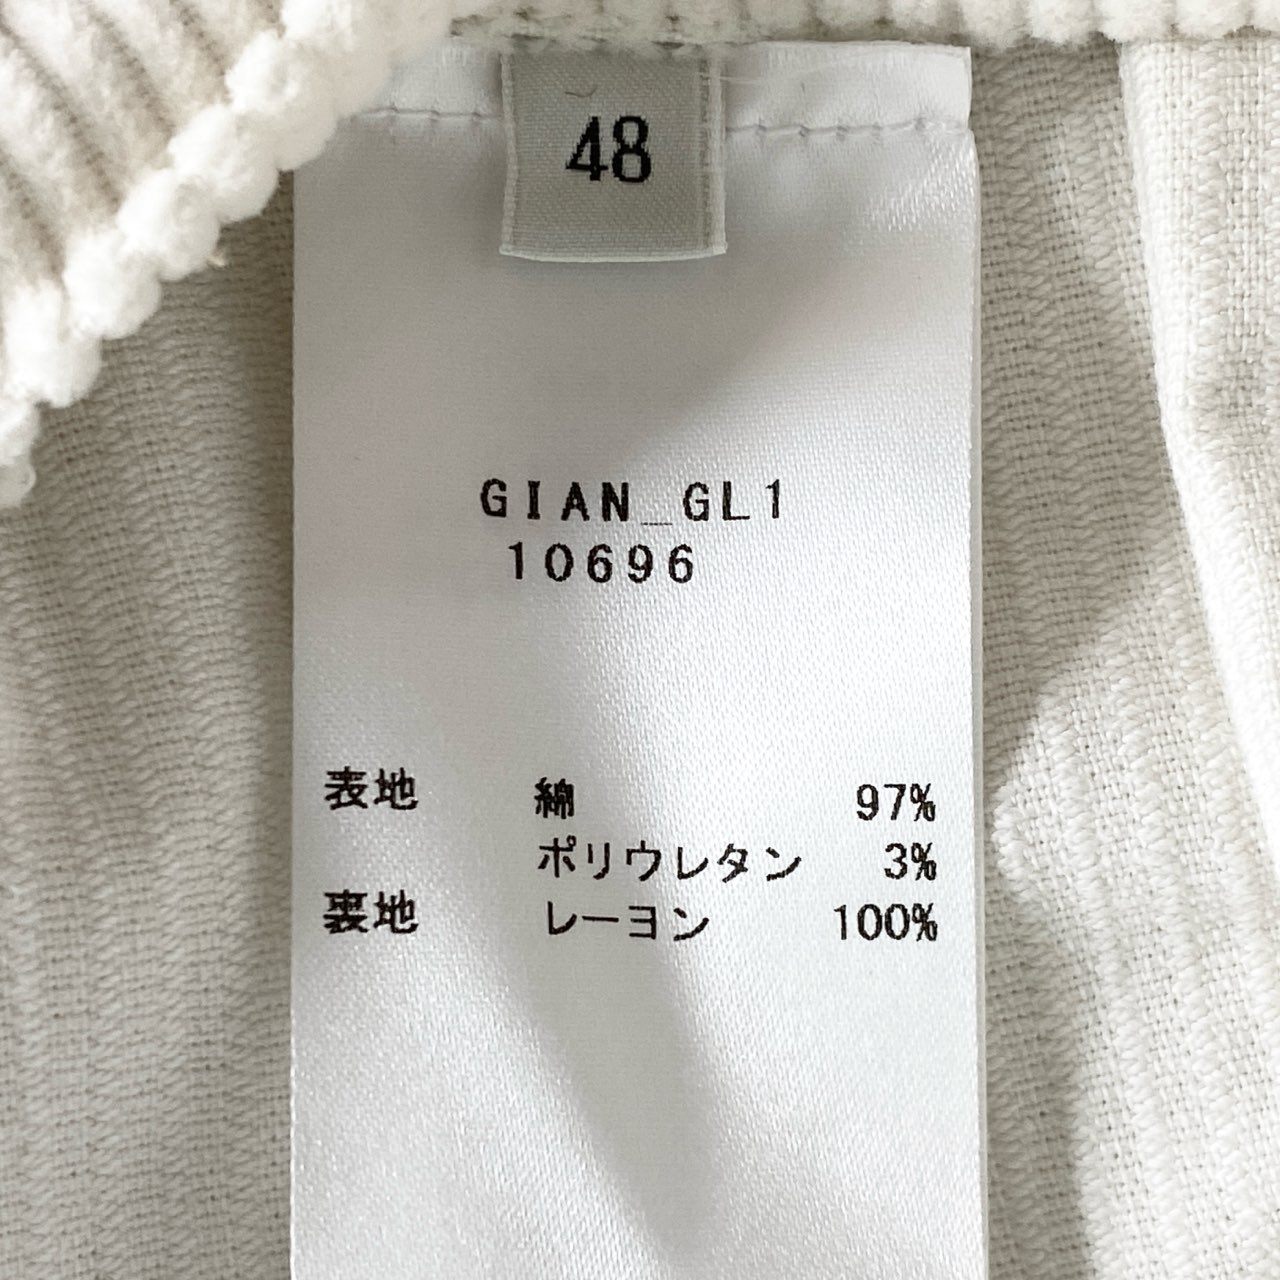 48
GIAN_GL1
10696
表地 綿 97%
ポリウレタン 3%
裏地 レーヨン 100%